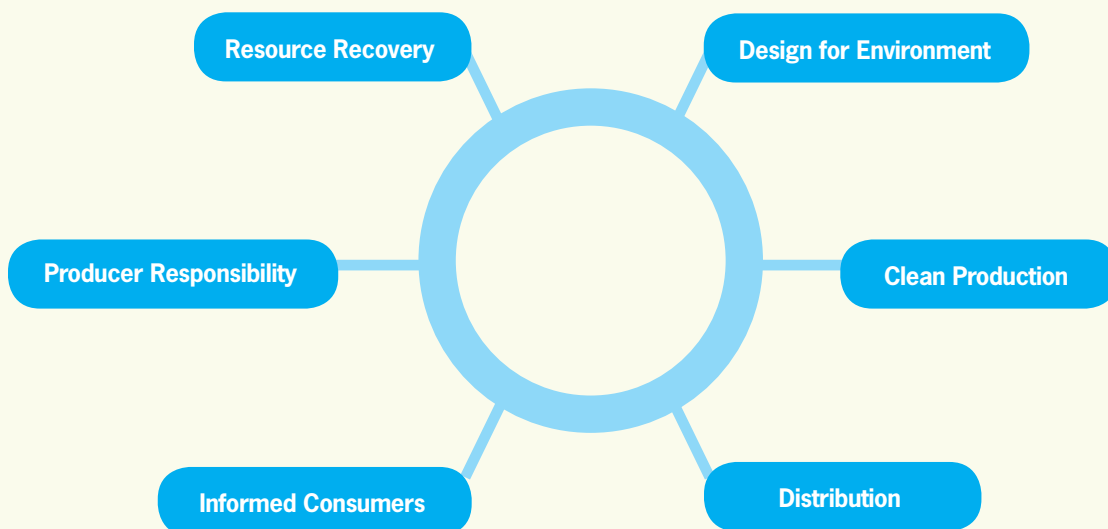 Resource Recovery
Design for Environment
Producer Responsibility
Clean Production
Informed Consumers
Distribution